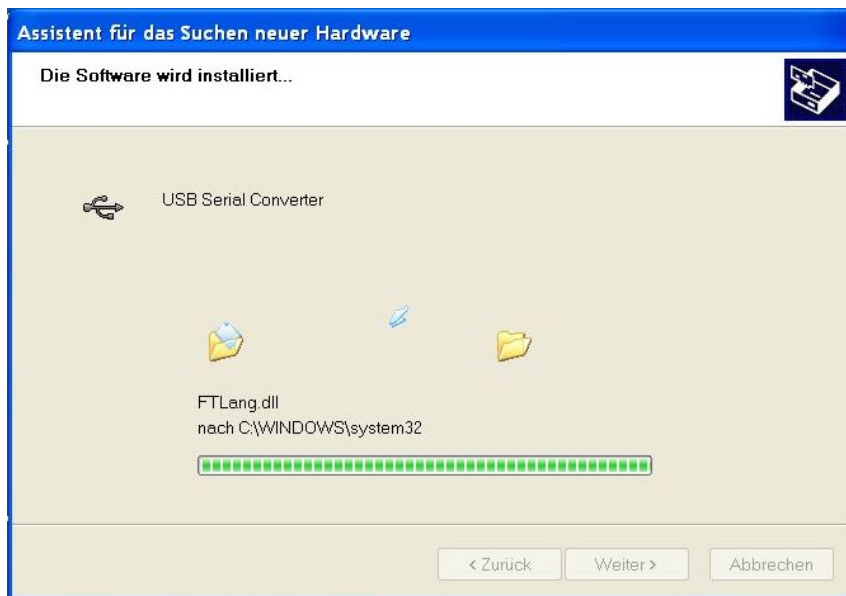 Assistent für das Suchen neuer Hardware
Die Software wird installiert...
USB Serial Converter
FTLang.dll
nach C:\WINDOWS\system32
< Zurück
Weiter >
Abbrechen